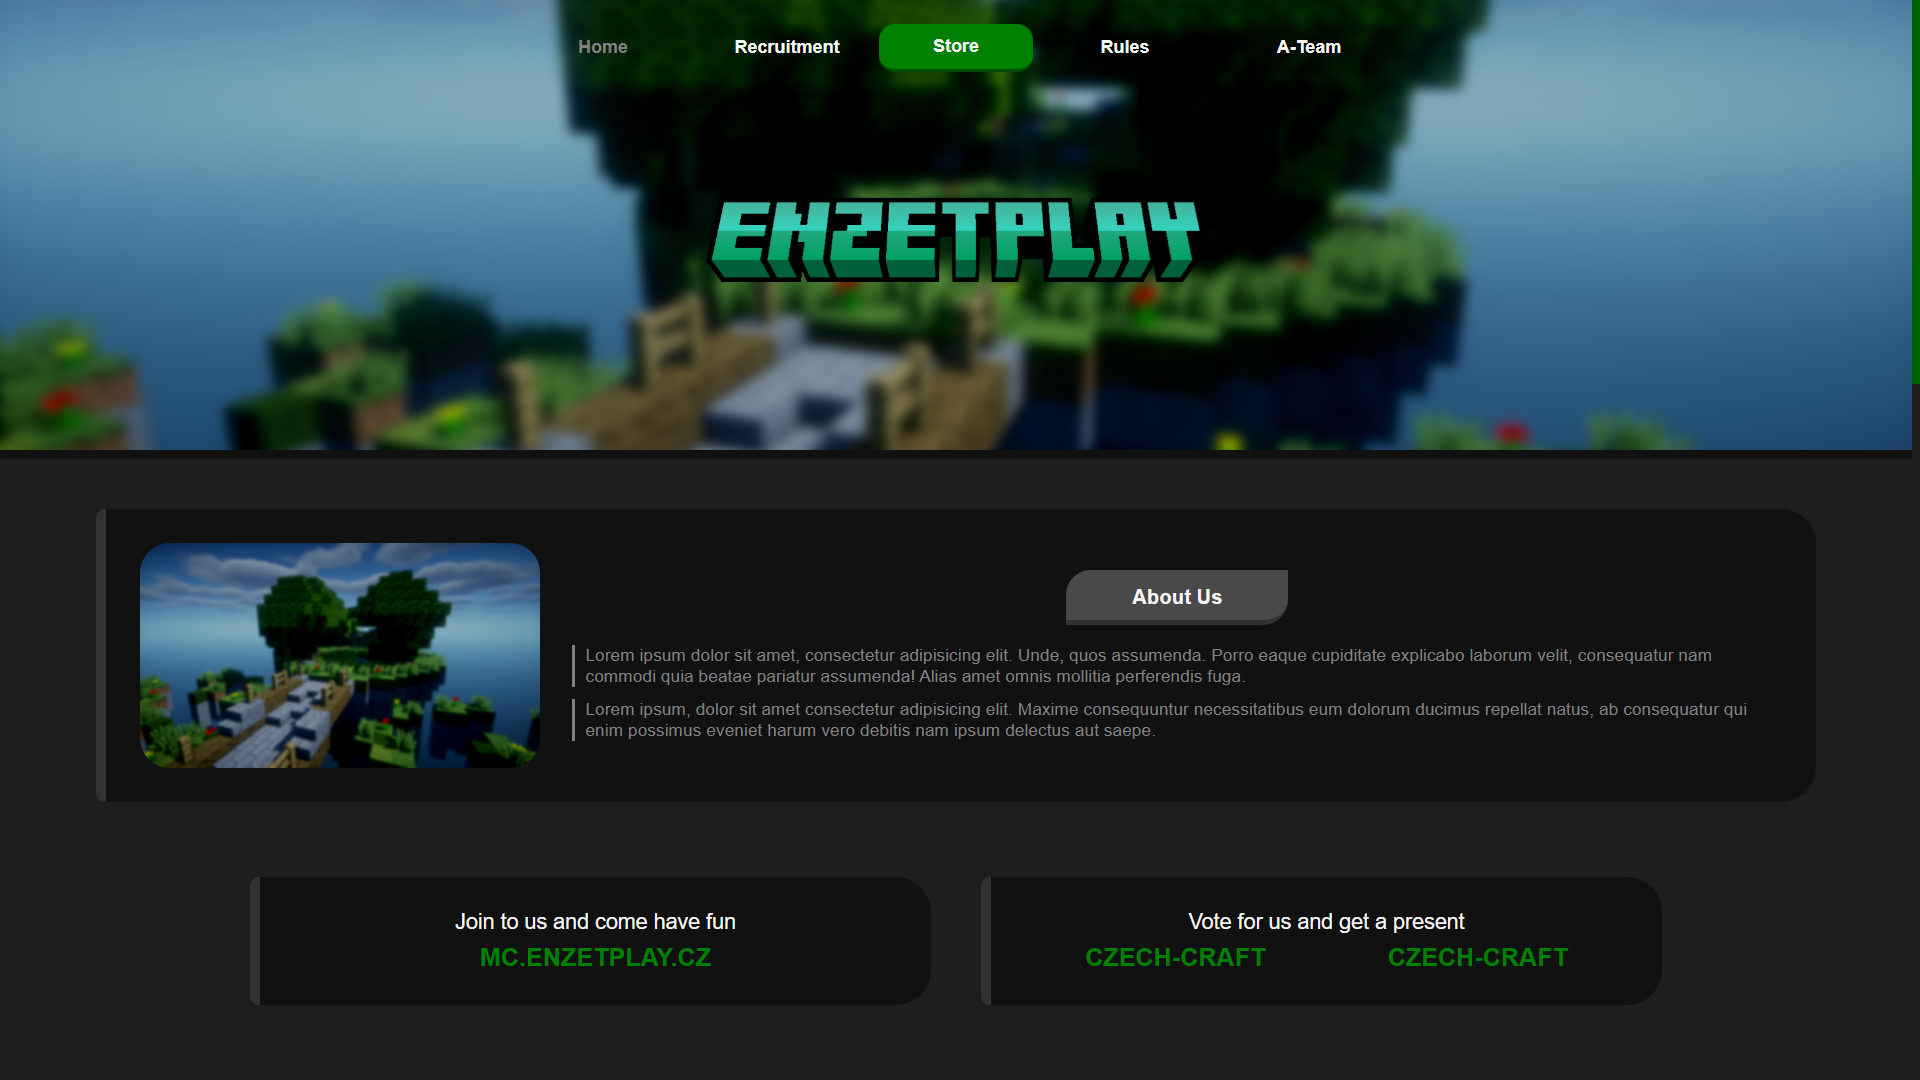 Home Recruitment Store Rules A-Team
ENZETPLAY
About Us
Lorem ipsum dolor sit amet, consectetur adipisicing elit. Unde, quos assumenda. Porro eaque cupiditate explicabo laborum velit, consequatur nam
commodi quia beatae pariatur assumenda! Alias amet omnis mollitia perferendis fuga.
Lorem ipsum, dolor sit amet consectetur adipisicing elit. Maxime consequuntur necessitatibus eum dolorum ducimus repellat natus, ab consequatur qui
enim possimus eveniet harum vero debitis nam ipsum delectus aut saepe.
Join to us and come have fun
MC.ENZETPLAY.CZ
Vote for us and get a present
CZECH-CRAFT CZECH-CRAFT